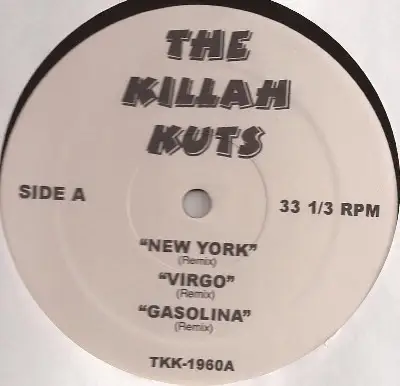 THE
KILLAH
KUTS
SIDE A
33 1/3 RPM
"NEW YORK"
(Remix)
"VIRGO"
(Remix)
"GASOLINA"
(Remix)
TKK-1960A